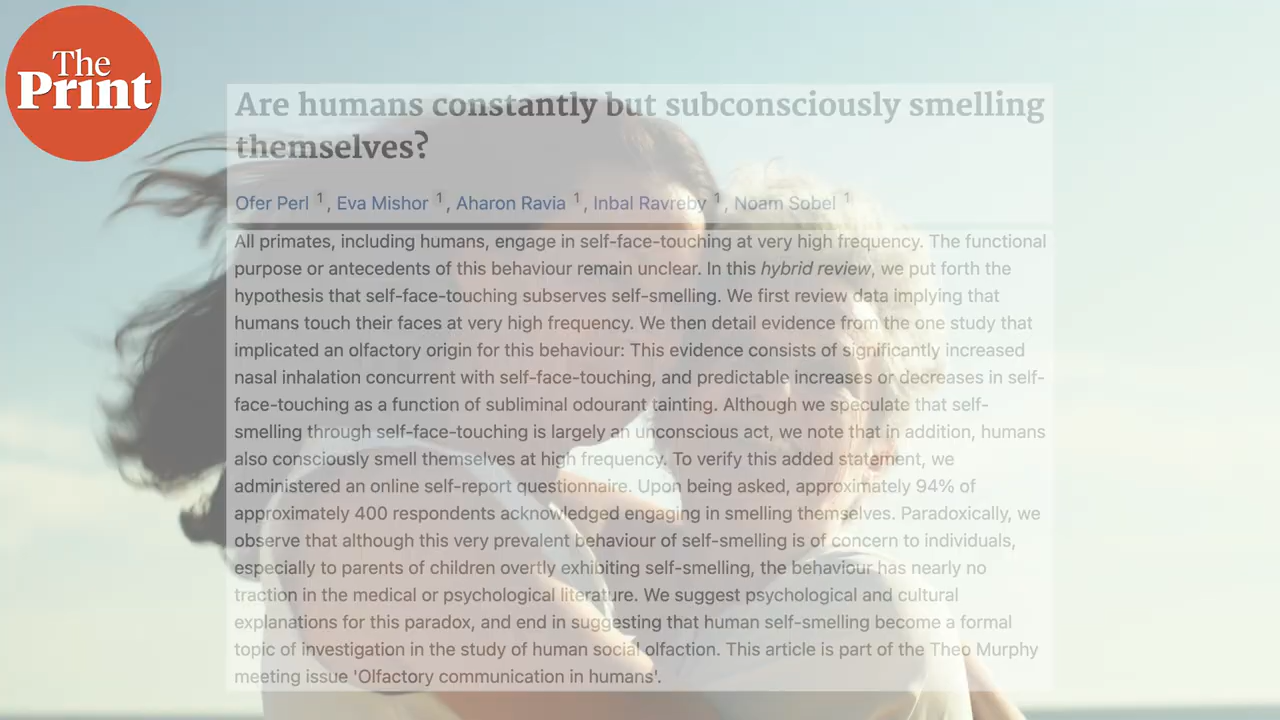 The
Print
Are humans constantly but subconsciously smelling
themselves?
Ofer Perl 1, Eva Mishor 1, Aharon Ravia 1, Inbal Ravreby 1, Noam Sobel 1
All primates, including humans, engage in self-face-touching at very high frequency. The functional
purpose or antecedents of this behaviour remain unclear. In this hybrid review, we put forth the
hypothesis that self-face-touching subserves self-smelling. We first review data implying that
humans touch their faces at very high frequency. We then detail evidence from the one study that
implicated an olfactory origin for this behaviour: This evidence consists of significantly increased
nasal inhalation concurrent with self-face-touching, and predictable increases or decreases in self-
face-touching as a function of subliminal odourant tainting. Although we speculate that self-
smelling through self-face-touching is largely an unconscious act, we note that in addition, humans
also consciously smell themselves at high frequency. To verify this added statement, we
administered an online self-report questionnaire. Upon being asked, approximately 94% of
approximately 400 respondents acknowledged engaging in smelling themselves. Paradoxically, we
observe that although this very prevalent behaviour of self-smelling is of concern to individuals,
especially to parents of children overtly exhibiting self-smelling, the behaviour has nearly no
traction in the medical or psychological literature. We suggest psychological and cultural
explanations for this paradox, and end in suggesting that human self-smelling become a formal
topic of investigation in the study of human social olfaction. This article is part of the Theo Murphy
meeting issue 'Olfactory communication in humans'.